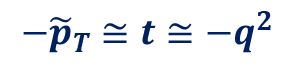 −p̃_T ≅ t ≅ −q²